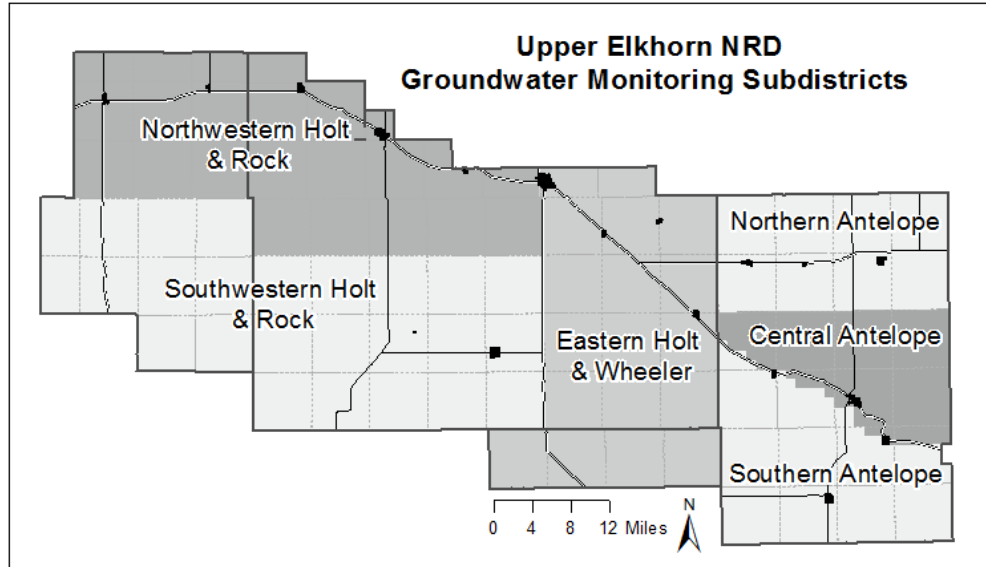 Upper Elkhorn NRD
Groundwater Monitoring Subdistricts
Northwestern Holt
& Rock
Northern Antelope
Southwestern Holt
& Rock
Eastern Holt
& Wheeler
Central Antelope
Southern Antelope
N
0 4 8 12 Miles